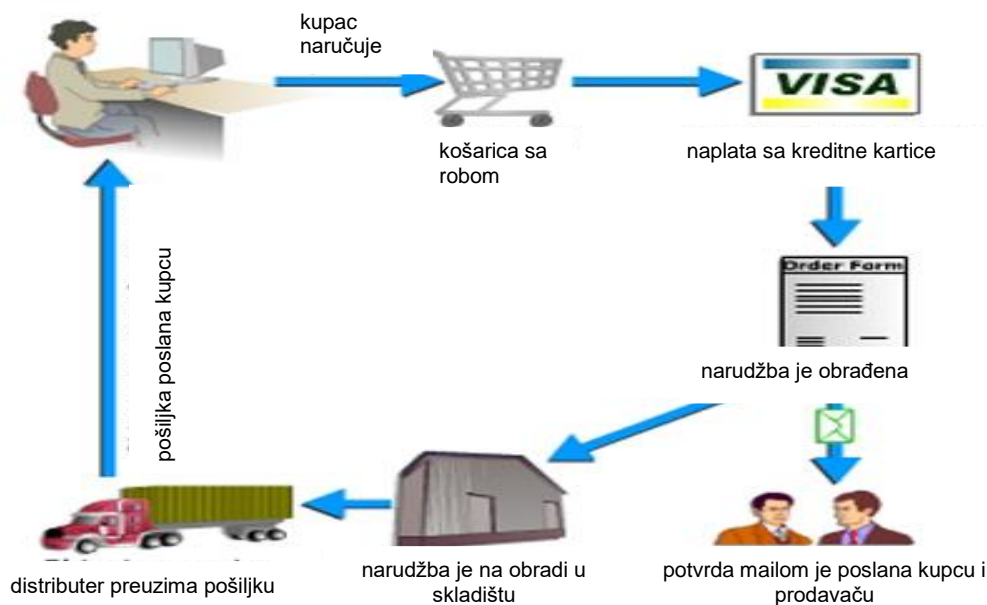 kupac
naručuje
VISA
košarica sa
robom
naplata sa kreditne kartice
Order Form
narudžba je obrađena
pošiljka poslana kupcu
distributer preuzima pošiljku
narudžba je na obradi u
skladištu
potvrda mailom je poslana kupcu i
prodavaču